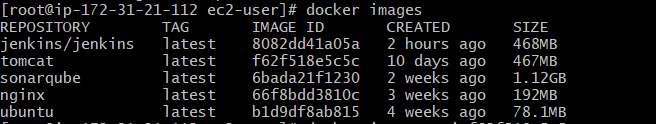 [root@ip-172-31-21-112 ec2-user]# docker images
REPOSITORY TAG IMAGE ID CREATED SIZE
jenkins/jenkins latest 8082dd41a05a 2 hours ago 468MB
tomcat latest f62f518e5c5c 10 days ago 467MB
sonarqube latest 6bada21f1230 2 weeks ago 1.12GB
nginx latest 66f8bdd3810c 3 weeks ago 192MB
ubuntu latest b1d9df8ab815 4 weeks ago 78.1MB